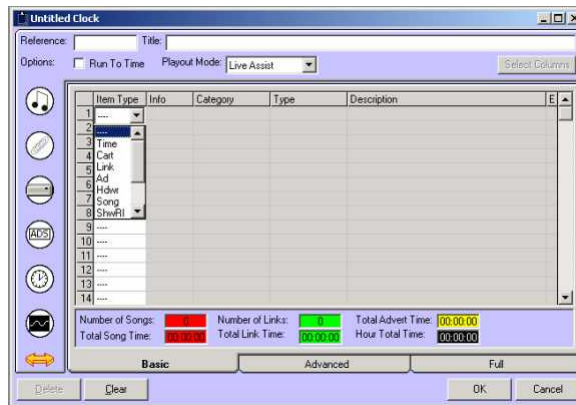 Untitled Clock
Reference: Title:
Options: Run To Time Playout Mode: Live Assist Select Columns
Item Type Info Category Type Description E
1 ----
2 ----
3 Time
4 Cart
5 Link
6 Ad
Hdwr
7 Song
8 ShwRl
9 ----
10 ----
11 ----
12 ----
13 ----
14 ----
ADS
Number of Songs: 0 Number of Links: 0 Total Advert Time: 00:00:00
Total Song Time: 00:00:00 Total Link Time: 00:00:00 Hour Total Time: 00:00:00
Basic Advanced Full
Delete Clear OK Cancel